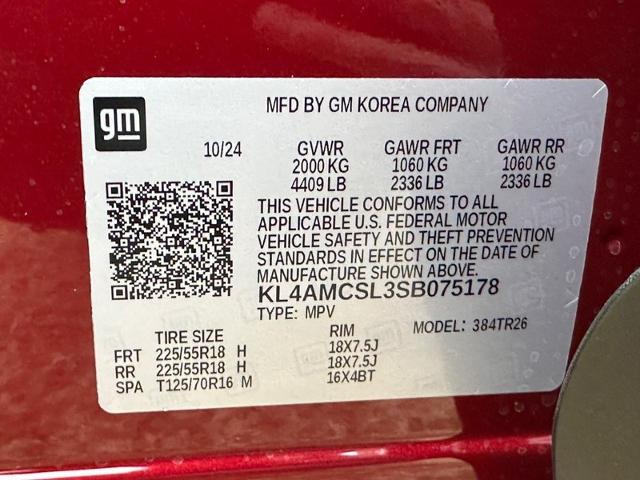 gm
MFD BY GM KOREA COMPANY
10/24 GVWR GAWR FRT GAWR RR
2000 KG 1060 KG 1060 KG
4409 LB 2336 LB 2336 LB
THIS VEHICLE CONFORMS TO ALL
APPLICABLE U.S. FEDERAL MOTOR
VEHICLE SAFETY AND THEFT PREVENTION
STANDARDS IN EFFECT ON THE DATE OF
MANUFACTURE SHOWN ABOVE.
KL4AMCSL3SB075178
TYPE: MPV MODEL: 384TR26
TIRE SIZE RIM
FRT 225/55R18 H 18X7.5J
RR 225/55R18 H 18X7.5J
SPA T125/70R16 M 16X4BT